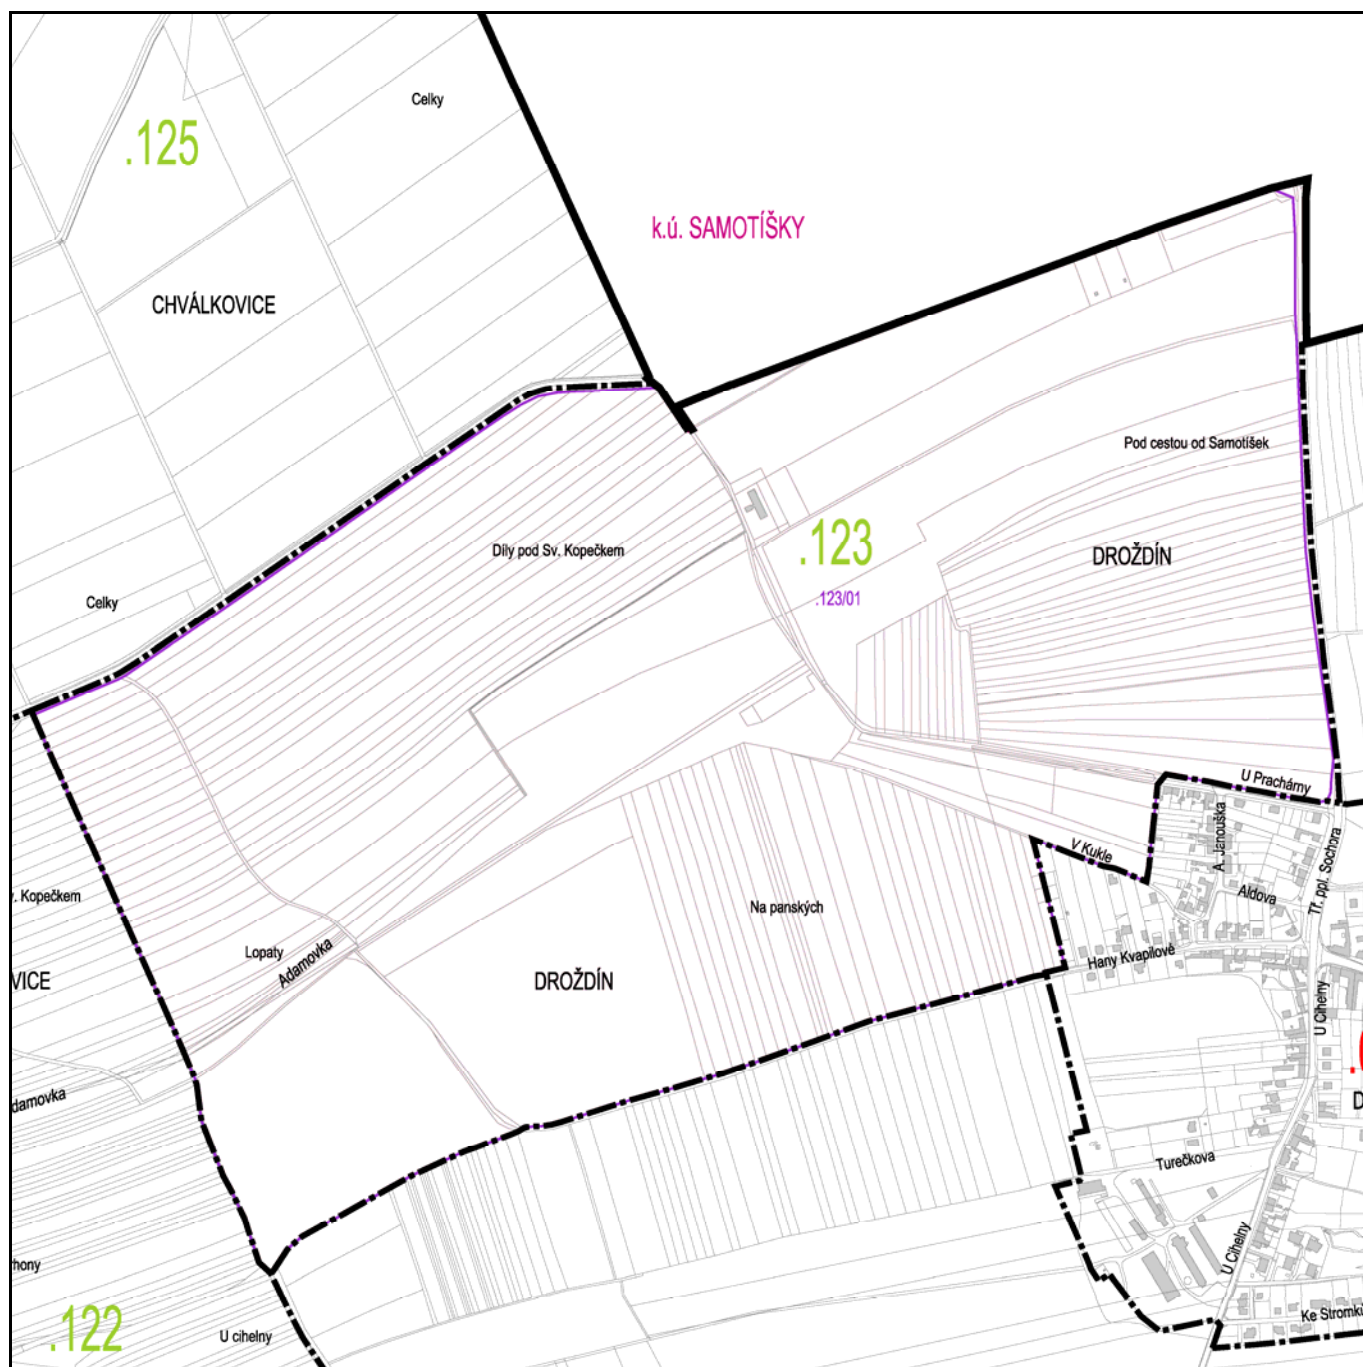 Celky
.125
k.ú. SAMOTÍŠKY
CHVÁLKOVICE
Pod cestou od Samotíšek
.123
Díly pod Sv. Kopečkem
DROŽDÍN
Celky
.123/01
U Prachárny
A. Janouška
V Kukle
Tř. ppl. Sochora
Aldova
. Kopečkem
Na panských
Lopaty
Adamovka
Hany Kvapilové
VICE
DROŽDÍN
U Cihelny
damovka
D
Turečkova
U Cihelny
hony
.122
U cihelny
Ke Stromků